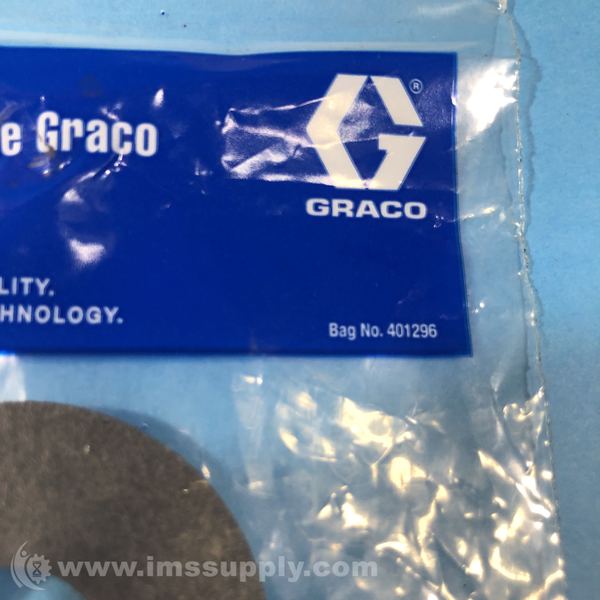 e Graco
®
GRACO
LITY.
HNOLOGY.
Bag No. 401296
www.imssupply.com